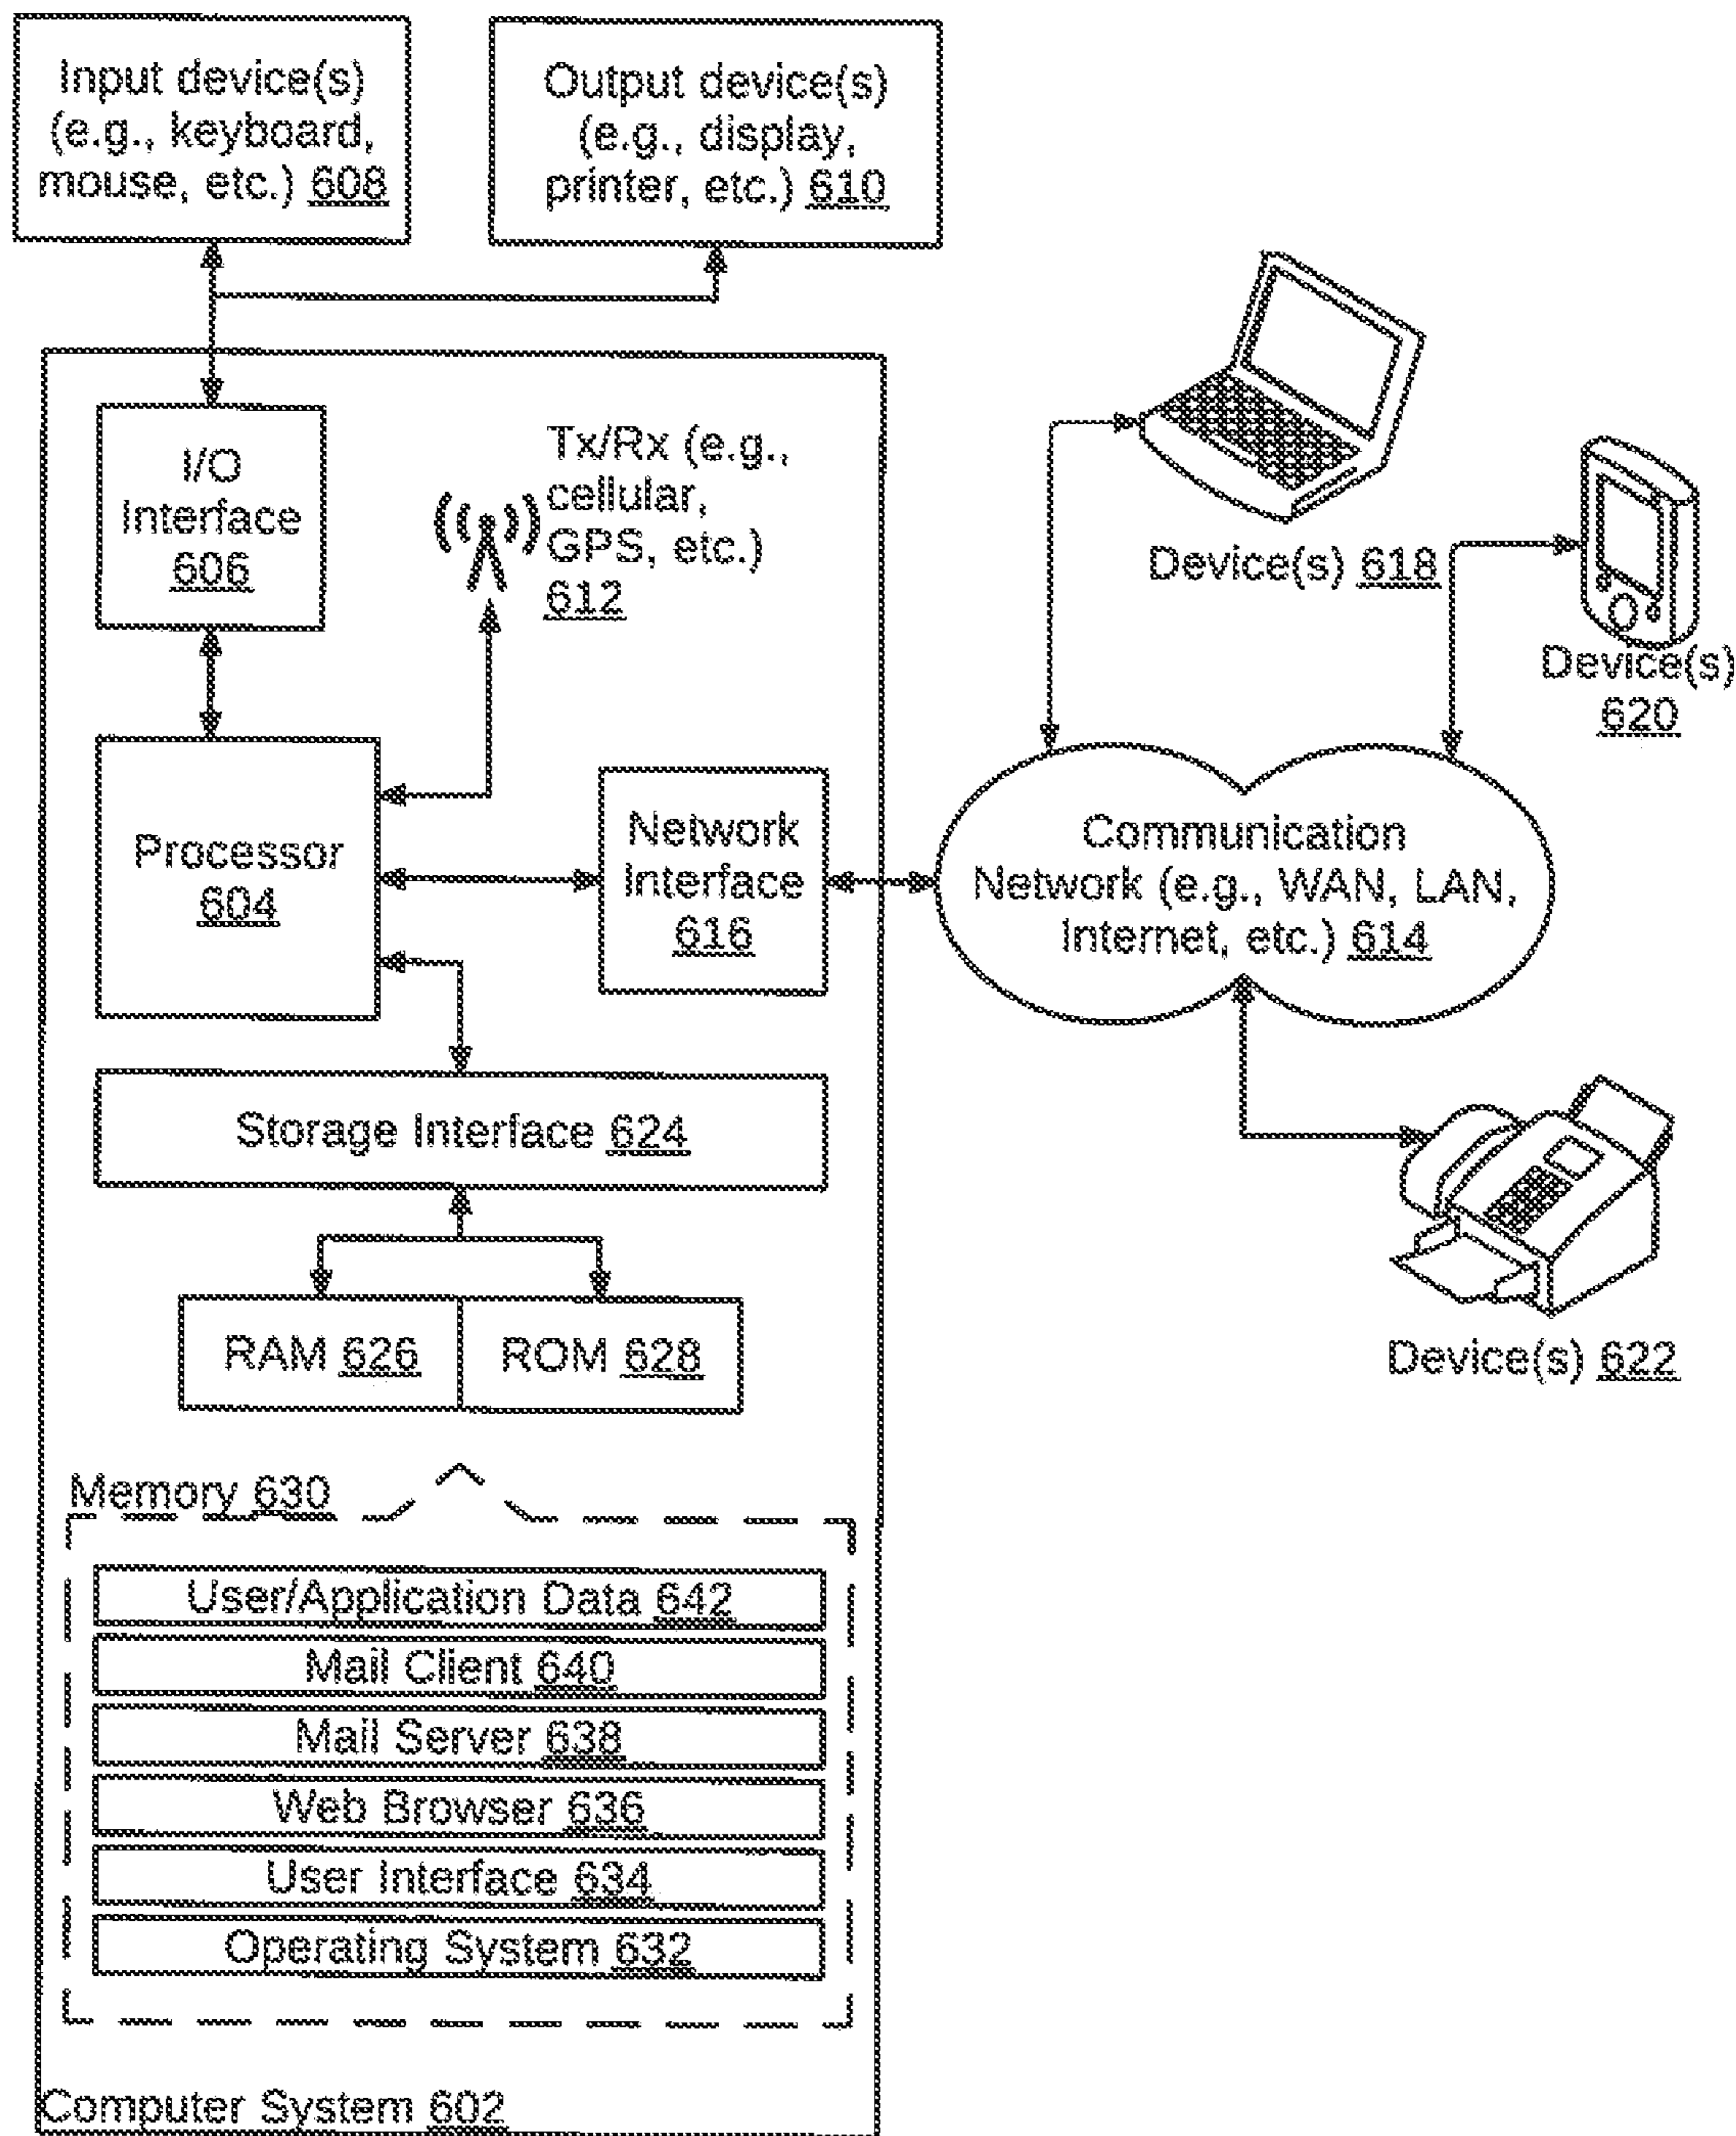 Input device(s)
(e.g., keyboard,
mouse, etc.) 608
Output device(s)
(e.g., display,
printer, etc.) 610
I/O
Interface
606
Tx/Rx (e.g.,
cellular,
GPS, etc.)
612
Device(s) 618
Device(s)
620
Processor
604
Network
Interface
616
Communication
Network (e.g., WAN, LAN,
Internet, etc.) 614
Storage Interface 624
RAM 626
ROM 628
Device(s) 622
Memory 630
User/Application Data 642
Mail Client 640
Mail Server 638
Web Browser 636
User Interface 634
Operating System 632
Computer System 602